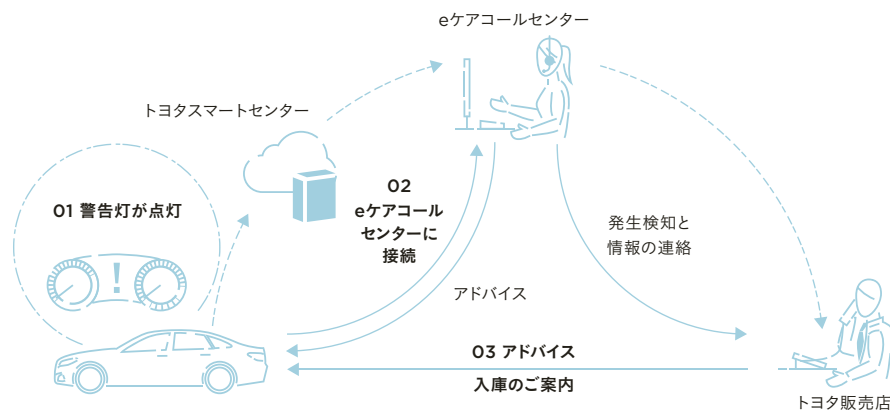 eケアコールセンター
トヨタスマートセンター
01 警告灯が点灯
!
02
eケアコール
センターに
接続
発生検知と
情報の連絡
アドバイス
03 アドバイス
入庫のご案内
トヨタ販売店